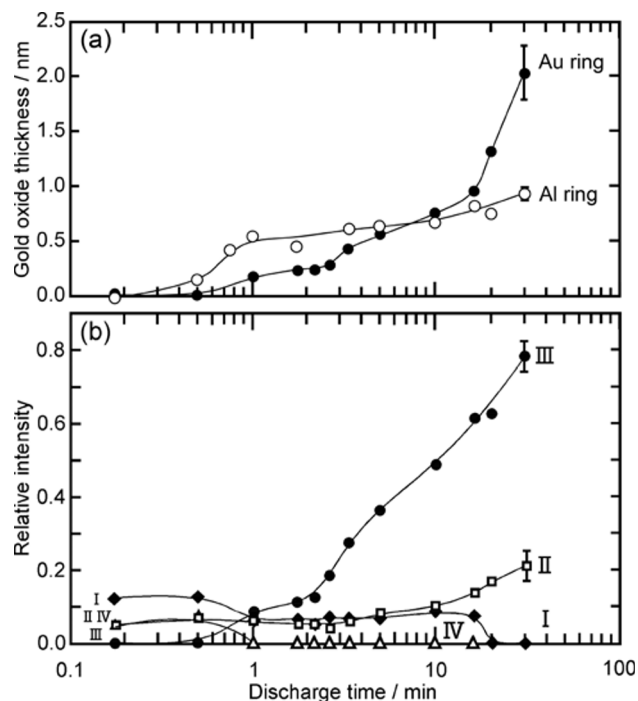 (a)
2.5
2.0
1.5
1.0
0.5
0.0
Gold oxide thickness / nm
Au ring
Al ring
(b)
0.8
0.6
0.4
0.2
0.0
Relative intensity
III
II
I
IV
I
II IV
III
0.1
1
10
100
Discharge time / min